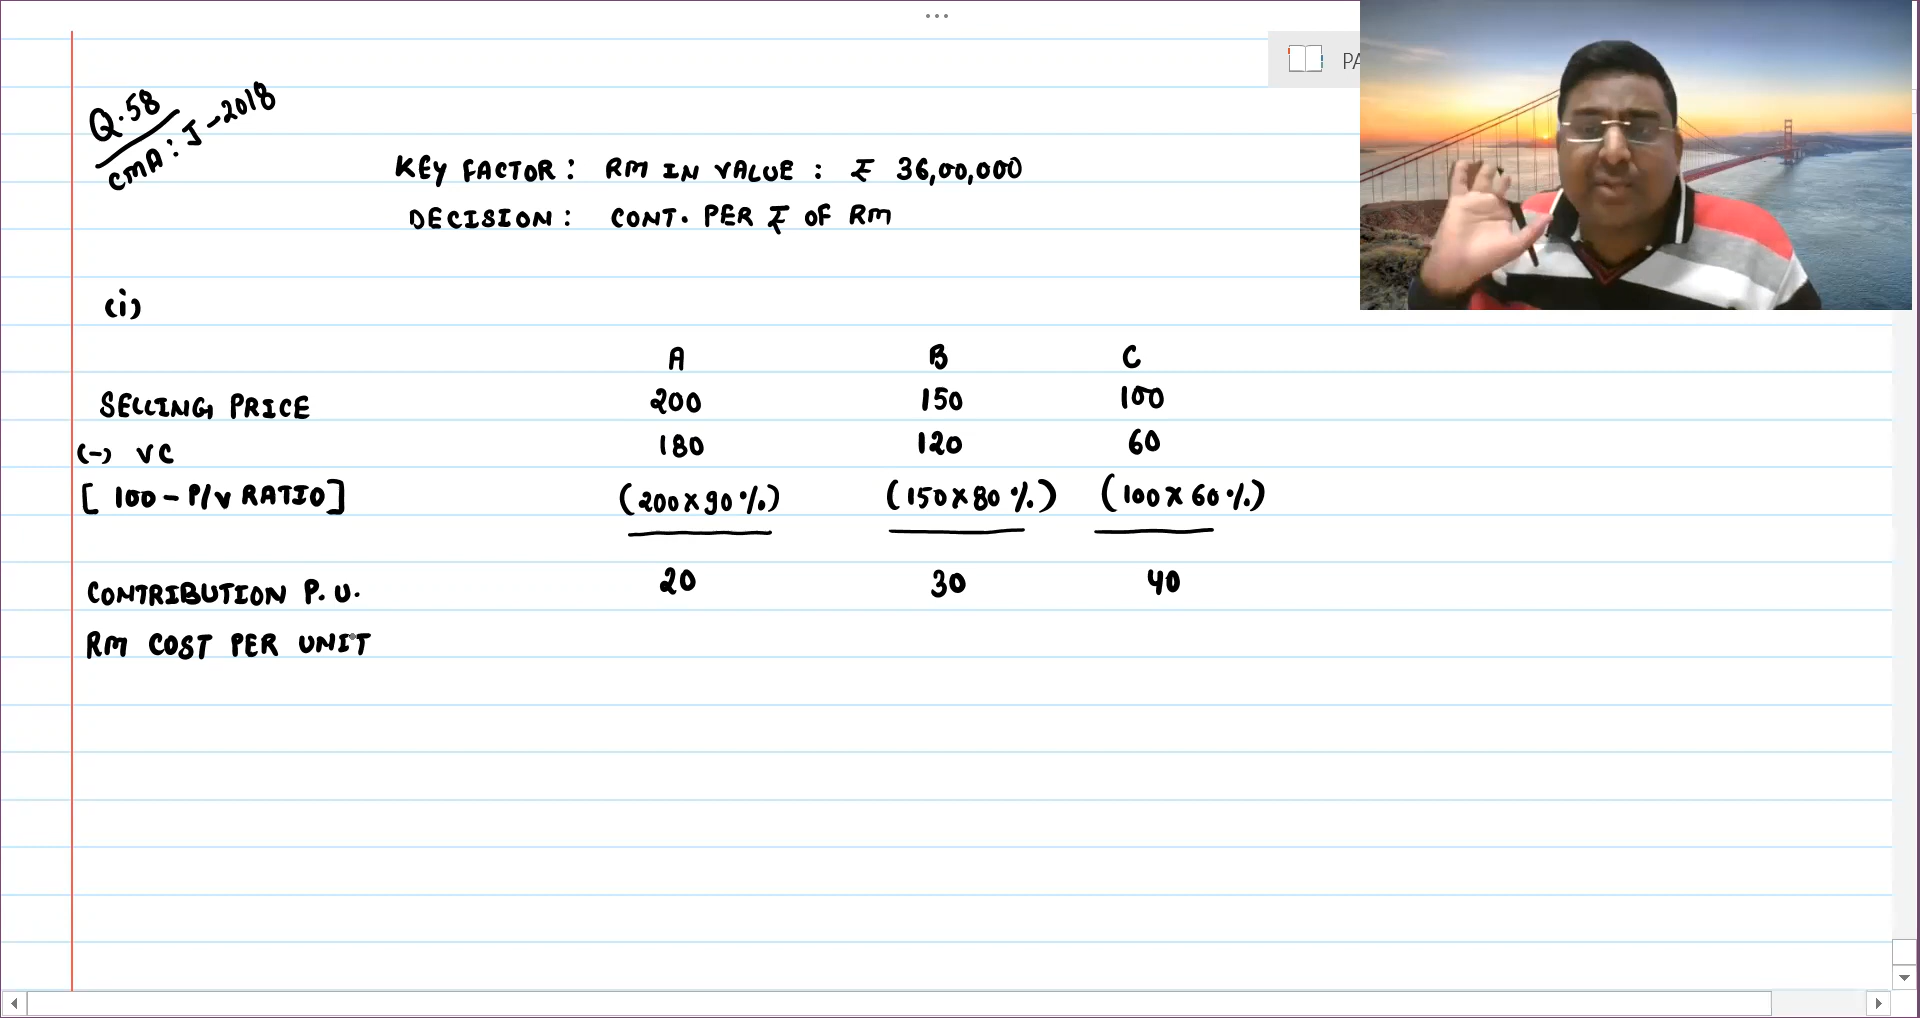 PA
Q.58
CMA: J-2018
KEY FACTOR: RM IN VALUE : ₹ 36,00,000
DECISION: CONT. PER ₹ OF RM
(i)
A B C
SELLING PRICE 200 150 100
(-) VC 180 120 60
[ 100 - P/V RATIO] (200 x 90 %) (150 x 80 %) (100 x 60 %)
CONTRIBUTION P.U. 20 30 40
RM COST PER UNIT